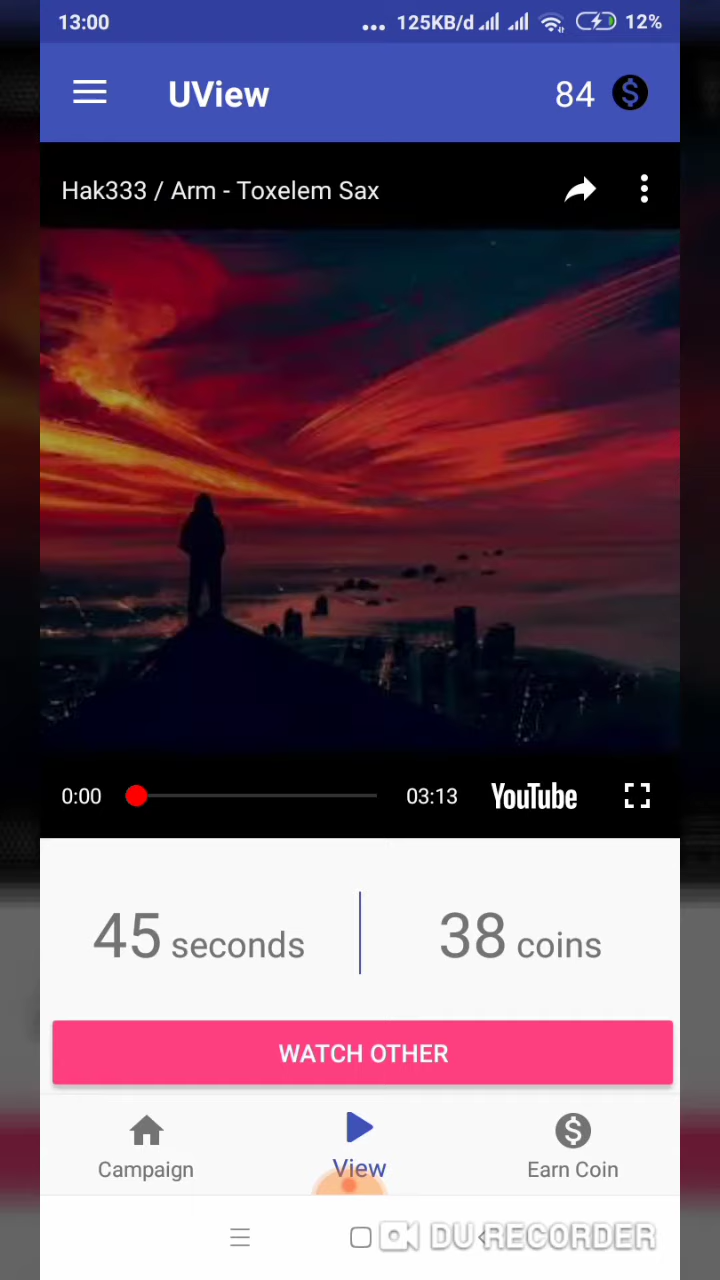 13:00 ... 125KB/d 12%
UView 84
Hak333 / Arm - Toxelem Sax
0:00 03:13 YouTube
45 seconds 38 coins
WATCH OTHER
Campaign View Earn Coin
DU RECORDER